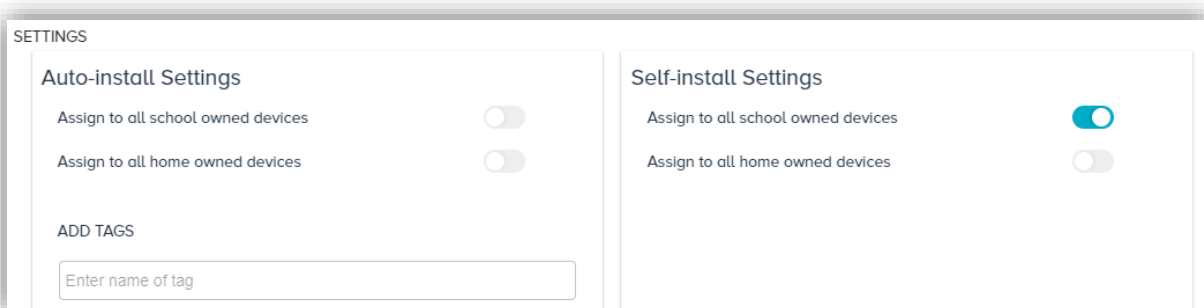 SETTINGS
Auto-install Settings
Assign to all school owned devices
Assign to all home owned devices
ADD TAGS
Enter name of tag
Self-install Settings
Assign to all school owned devices
Assign to all home owned devices